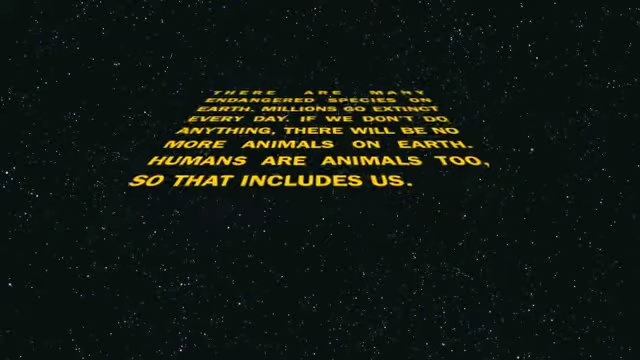 THERE ARE MANY
ENDANGERED SPECIES ON
EARTH. MILLIONS GO EXTINCT
EVERY DAY. IF WE DON'T DO
ANYTHING, THERE WILL BE NO
MORE ANIMALS ON EARTH.
HUMANS ARE ANIMALS TOO,
SO THAT INCLUDES US.